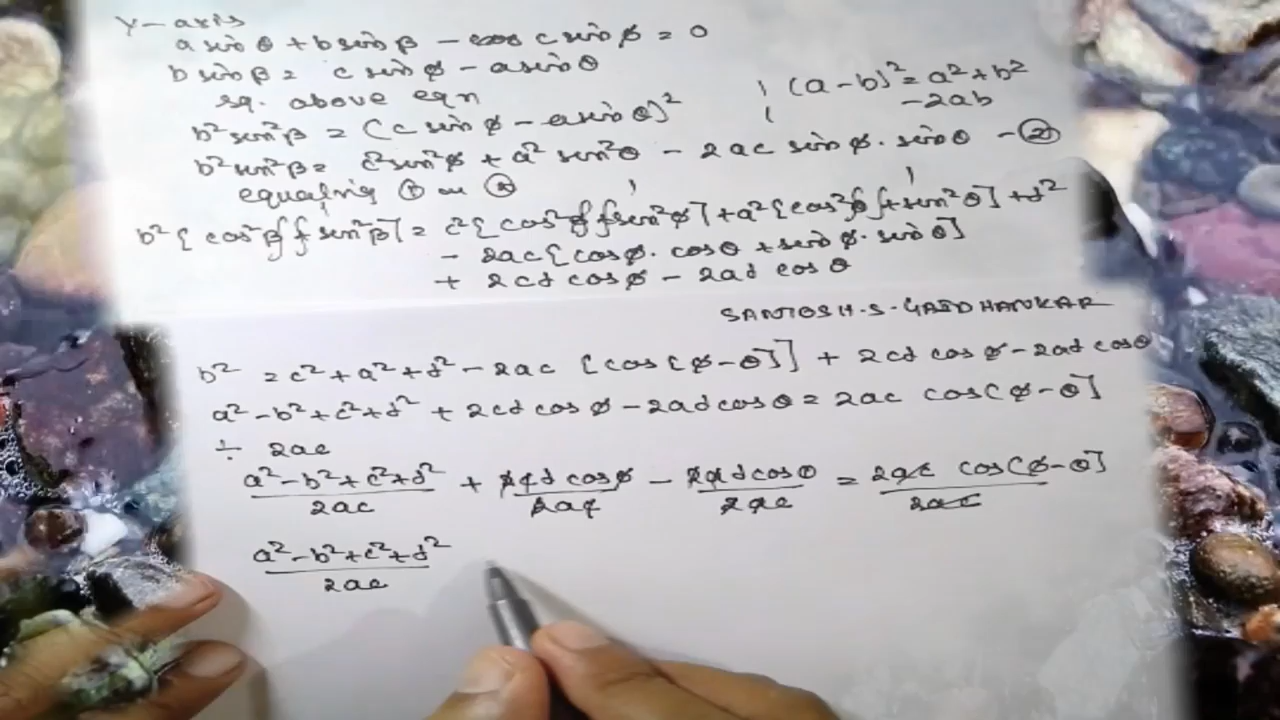 Y-axis
a sin θ + b sin β - c sin ϕ = 0
b sin β = c sin ϕ - a sin θ
sq. above eqn
(a-b)² = a² + b² - 2ab
b² sin² β = (c sin ϕ - a sin θ)²
b² sin² β = c² sin² ϕ + a² sin² θ - 2ac sin ϕ . sin θ - ②
equating ① or ②
b² [cos² β + sin² β] = c² [cos² ϕ + sin² ϕ] + a² [cos² θ + sin² θ] + d²
- 2ac [cos ϕ . cos θ + sin ϕ . sin θ]
+ 2cd cos ϕ - 2ad cos θ
SANTOSH.S.GAIDHANKAR
b² = c² + a² + d² - 2ac [cos [ϕ - θ]] + 2cd cos ϕ - 2ad cos θ
a² - b² + c² + d² + 2cd cos ϕ - 2ad cos θ = 2ac cos [ϕ - θ]
÷ 2ac
a² - b² + c² + d² / 2ac + 2cd cos ϕ / 2ac - 2ad cos θ / 2ac = 2ac cos [ϕ - θ] / 2ac
a² - b² + c² + d² / 2ac